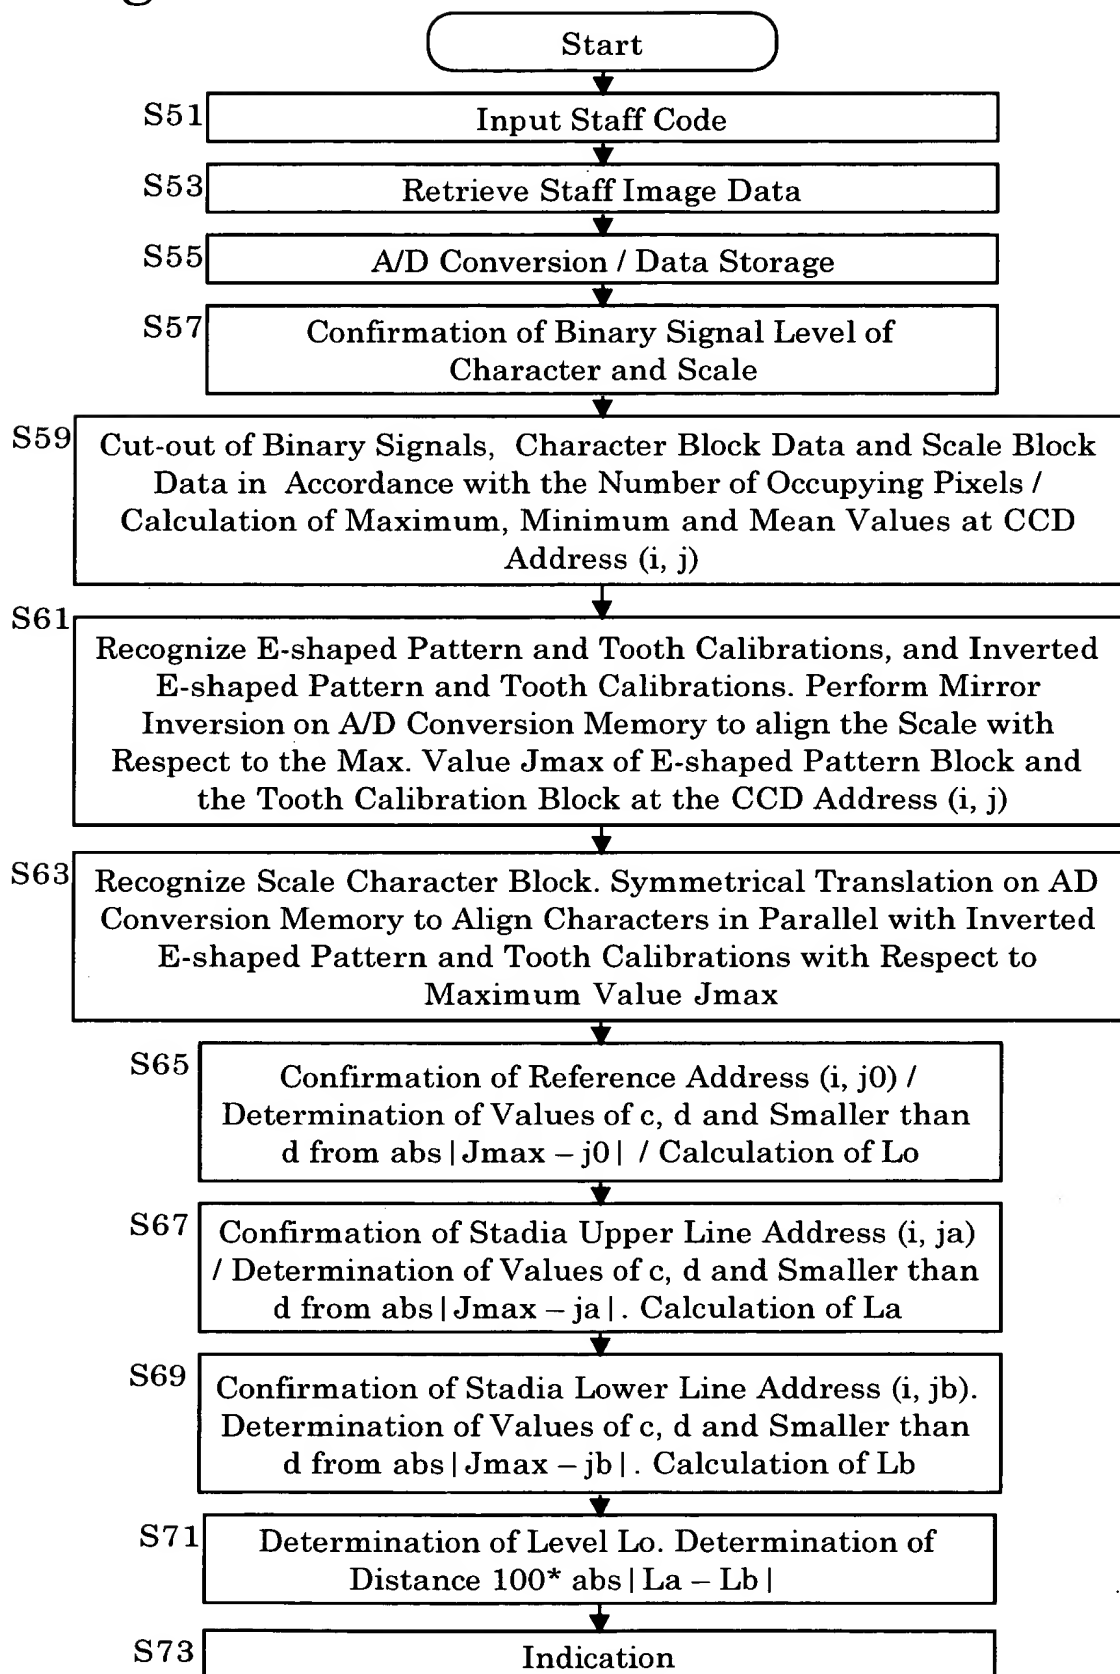 Start
S51
Input Staff Code
S53
Retrieve Staff Image Data
S55
A/D Conversion / Data Storage
S57
Confirmation of Binary Signal Level of
Character and Scale
S59
Cut-out of Binary Signals, Character Block Data and Scale Block
Data in Accordance with the Number of Occupying Pixels /
Calculation of Maximum, Minimum and Mean Values at CCD
Address (i, j)
S61
Recognize E-shaped Pattern and Tooth Calibrations, and Inverted
E-shaped Pattern and Tooth Calibrations. Perform Mirror
Inversion on A/D Conversion Memory to align the Scale with
Respect to the Max. Value Jmax of E-shaped Pattern Block and
the Tooth Calibration Block at the CCD Address (i, j)
S63
Recognize Scale Character Block. Symmetrical Translation on AD
Conversion Memory to Align Characters in Parallel with Inverted
E-shaped Pattern and Tooth Calibrations with Respect to
Maximum Value Jmax
S65
Confirmation of Reference Address (i, j0) /
Determination of Values of c, d and Smaller than
d from abs|Jmax – j0| / Calculation of Lo
S67
Confirmation of Stadia Upper Line Address (i, ja)
/ Determination of Values of c, d and Smaller than
d from abs|Jmax – ja|. Calculation of La
S69
Confirmation of Stadia Lower Line Address (i, jb).
Determination of Values of c, d and Smaller than
d from abs|Jmax – jb|. Calculation of Lb
S71
Determination of Level Lo. Determination of
Distance 100* abs|La – Lb|
S73
Indication